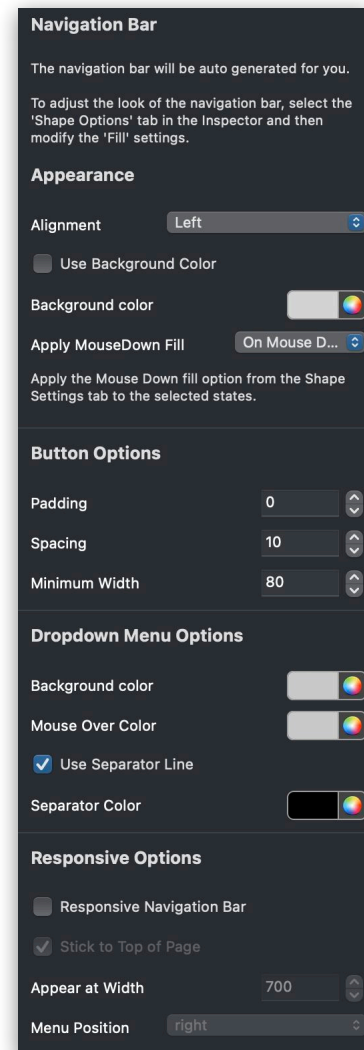 Navigation Bar
The navigation bar will be auto generated for you.
To adjust the look of the navigation bar, select the
'Shape Options' tab in the Inspector and then
modify the 'Fill' settings.
Appearance
Alignment Left
Use Background Color
Background color
Apply MouseDown Fill On Mouse D...
Apply the Mouse Down fill option from the Shape
Settings tab to the selected states.
Button Options
Padding 0
Spacing 10
Minimum Width 80
Dropdown Menu Options
Background color
Mouse Over Color
Use Separator Line
Separator Color
Responsive Options
Responsive Navigation Bar
Stick to Top of Page
Appear at Width 700
Menu Position right